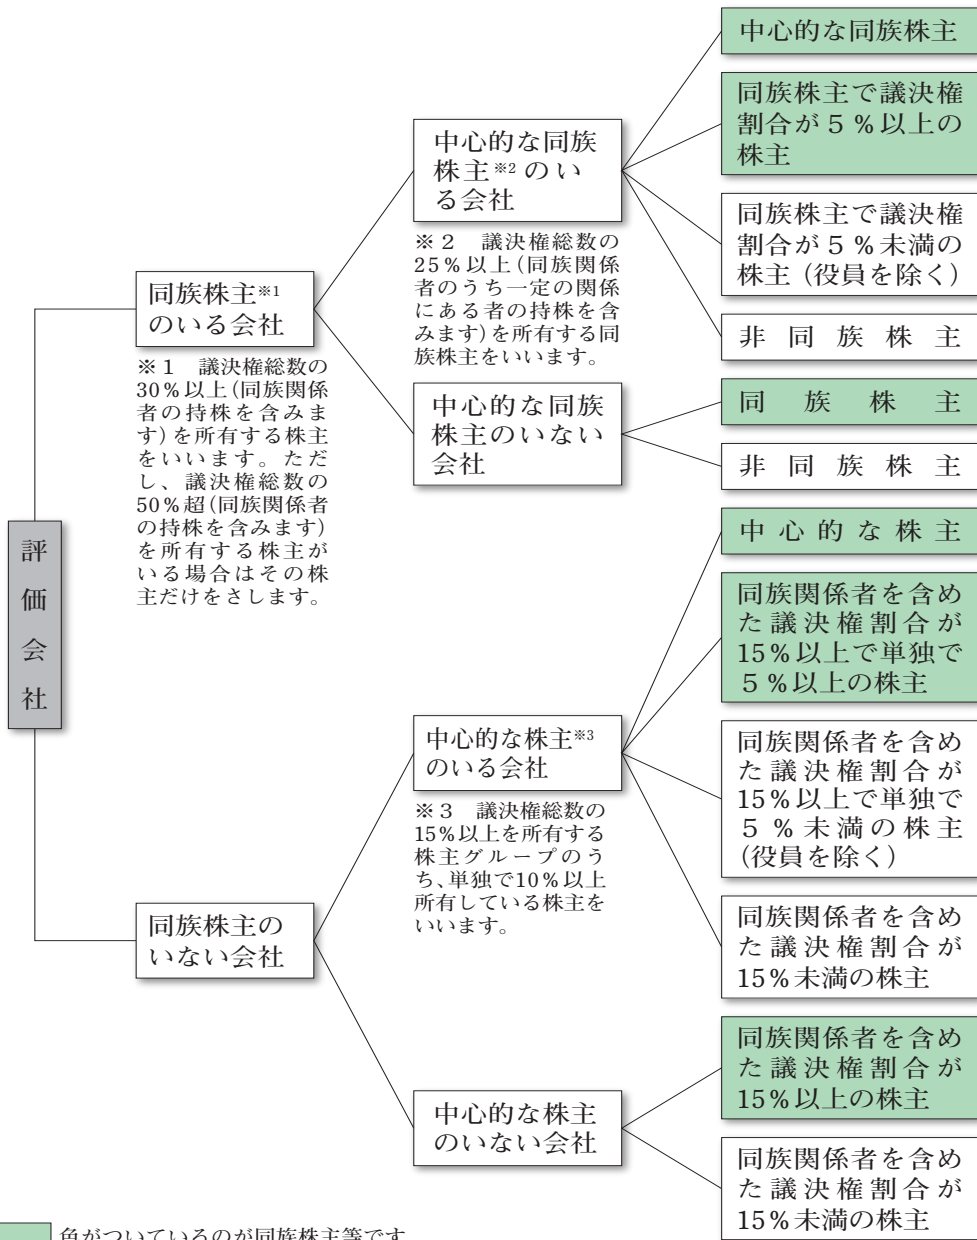 評価会社
同族株主※1
のいる会社
※1　議決権総数の
30%以上(同族関係
者の持株を含みま
す)を所有する株主
をいいます。ただ
し、議決権総数の
50%超(同族関係者
の持株を含みます)
を所有する株主が
いる場合はその株
主だけをさします。
中心的な同族
株主※2のい
る会社
※2　議決権総数の
25%以上(同族関係
者のうち一定の関係
にある者の持株を含
みます)を所有する同
族株主をいいます。
中心的な同族株主
同族株主で議決権
割合が5%以上の
株主
同族株主で議決権
割合が5%未満の
株主(役員を除く)
非同族株主
中心的な同族
株主のいない
会社
同族株主
非同族株主
同族株主の
いない会社
中心的な株主※3
のいる会社
※3　議決権総数の
15%以上を所有する
株主グループのう
ち、単独で10%以上
所有している株主を
いいます。
中心的な株主
同族関係者を含め
た議決権割合が
15%以上で単独で
5%以上の株主
同族関係者を含め
た議決権割合が
15%以上で単独で
5%未満の株主
(役員を除く)
同族関係者を含め
た議決権割合が
15%未満の株主
中心的な株主
のいない会社
同族関係者を含め
た議決権割合が
15%以上の株主
同族関係者を含め
た議決権割合が
15%未満の株主
色がついているのが同族株主等です